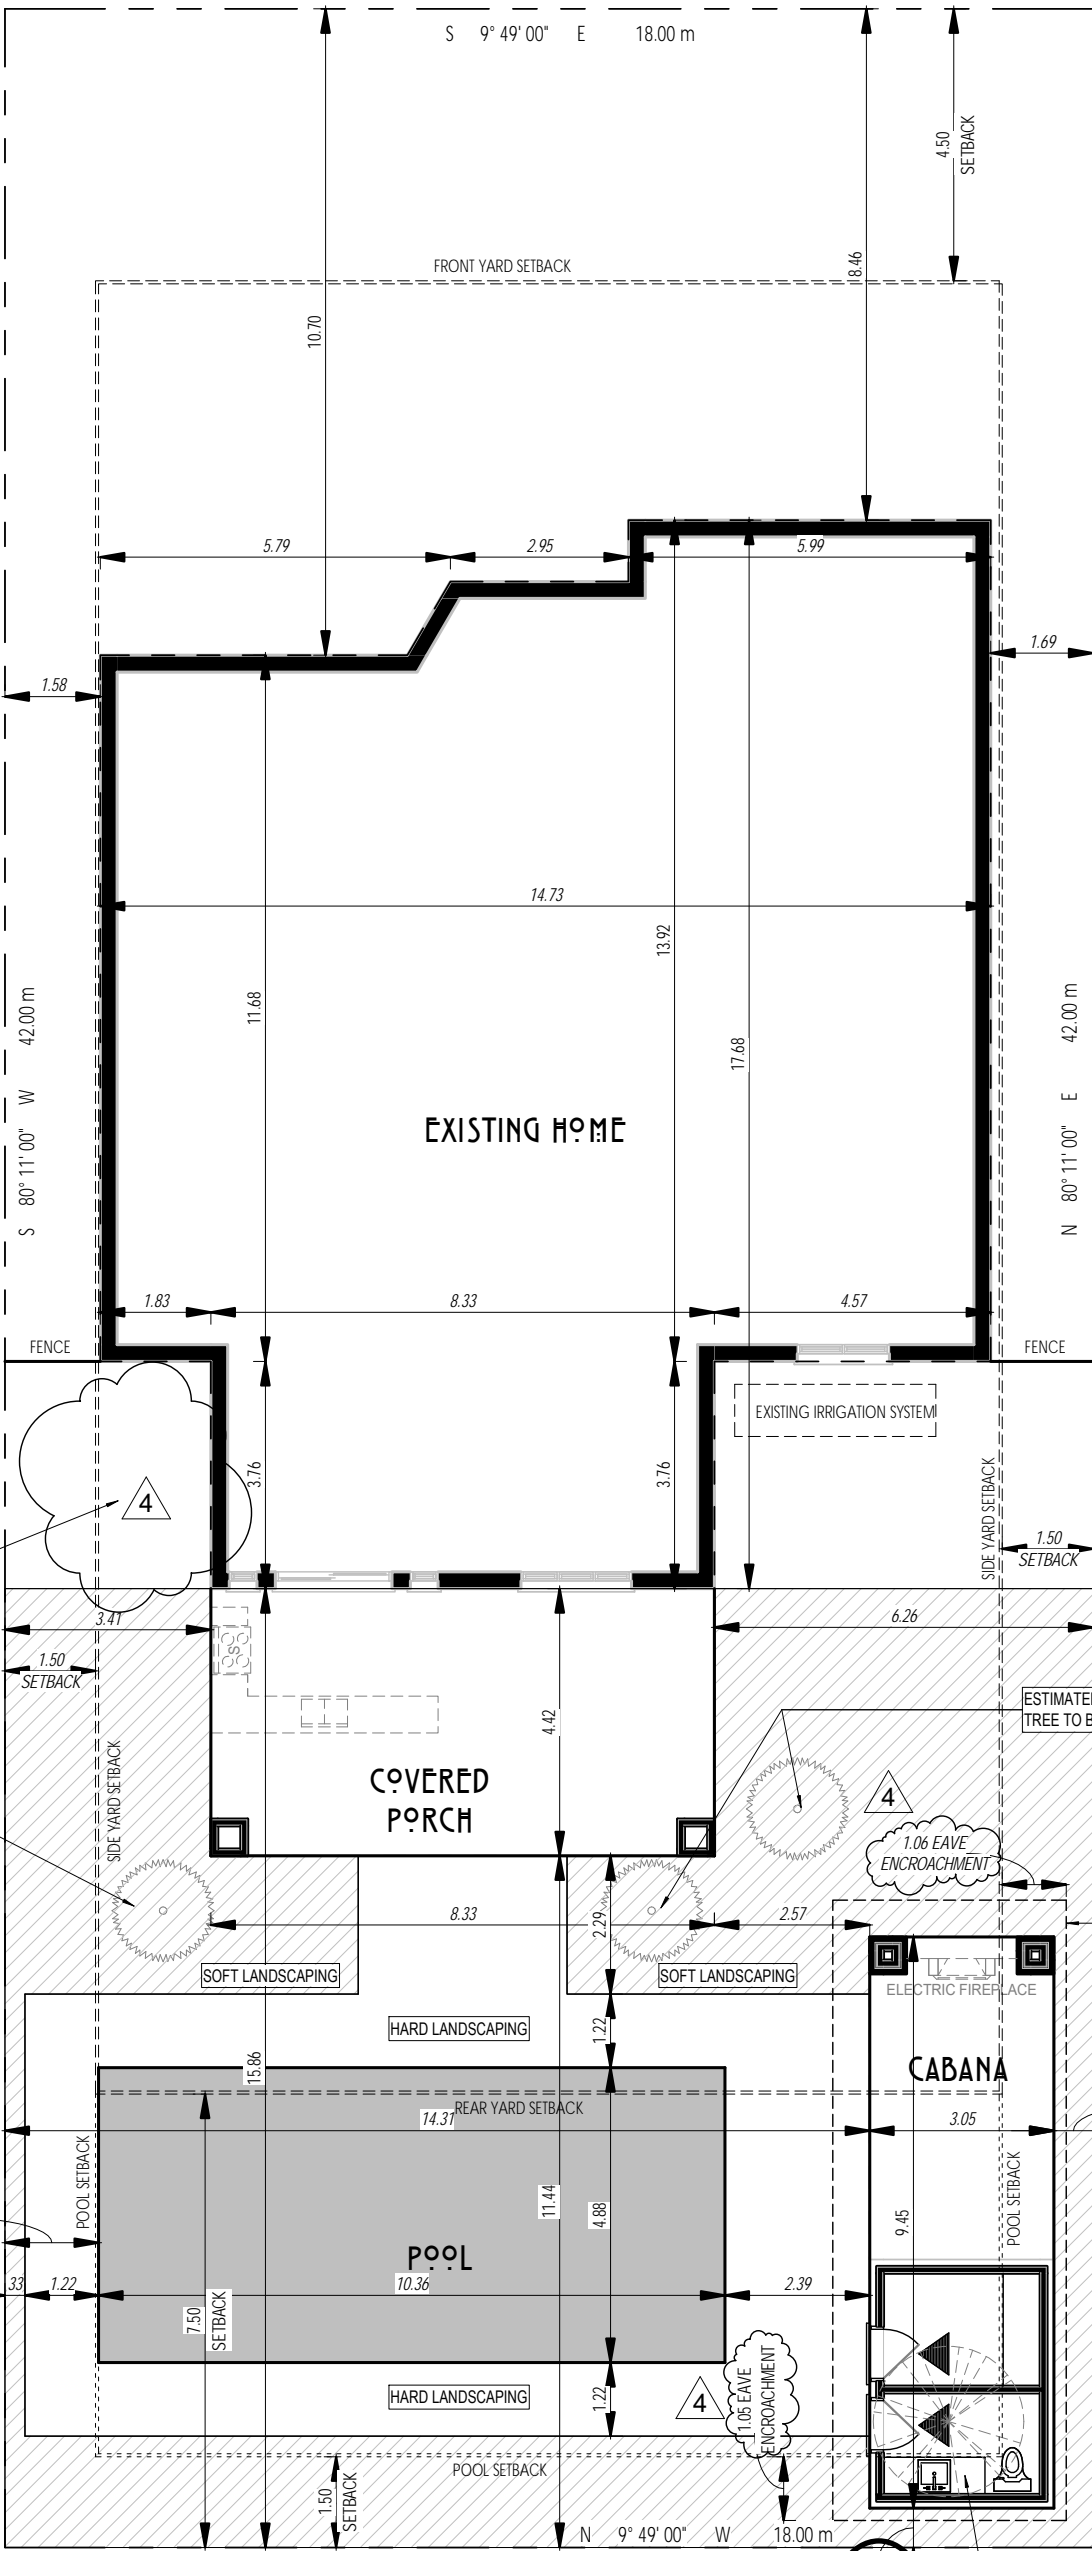 S 9° 49' 00" E 18.00 m
4.50
SETBACK
FRONT YARD SETBACK
8.46
10.70
5.79
2.95
5.99
1.69
1.58
14.73
13.92
11.68
17.68
S 80° 11' 00" W 42.00 m
N 80° 11' 00" E 42.00 m
EXISTING HOME
1.83
8.33
4.57
FENCE
FENCE
EXISTING IRRIGATION SYSTEM
3.76
3.76
4
SIDE YARD SETBACK
1.50
SETBACK
3.41
6.26
1.50
SETBACK
S
ESTIMATE
TREE TO B
4.42
COVERED
PORCH
SIDE YARD SETBACK
4
1.06 EAVE
ENCROACHMENT
8.33
2.29
2.57
SOFT LANDSCAPING
SOFT LANDSCAPING
ELECTRIC FIREPLACE
HARD LANDSCAPING
1.22
15.86
CABANA
REAR YARD SETBACK
14.31
3.05
POOL SETBACK
POOL SETBACK
11.44
4.88
9.45
POOL
33
1.22
10.36
2.39
7.50
SETBACK
HARD LANDSCAPING
1.22
4
1.05 EAVE
ENCROACHMENT
POOL SETBACK
1.50
SETBACK
N 9° 49' 00" W 18.00 m